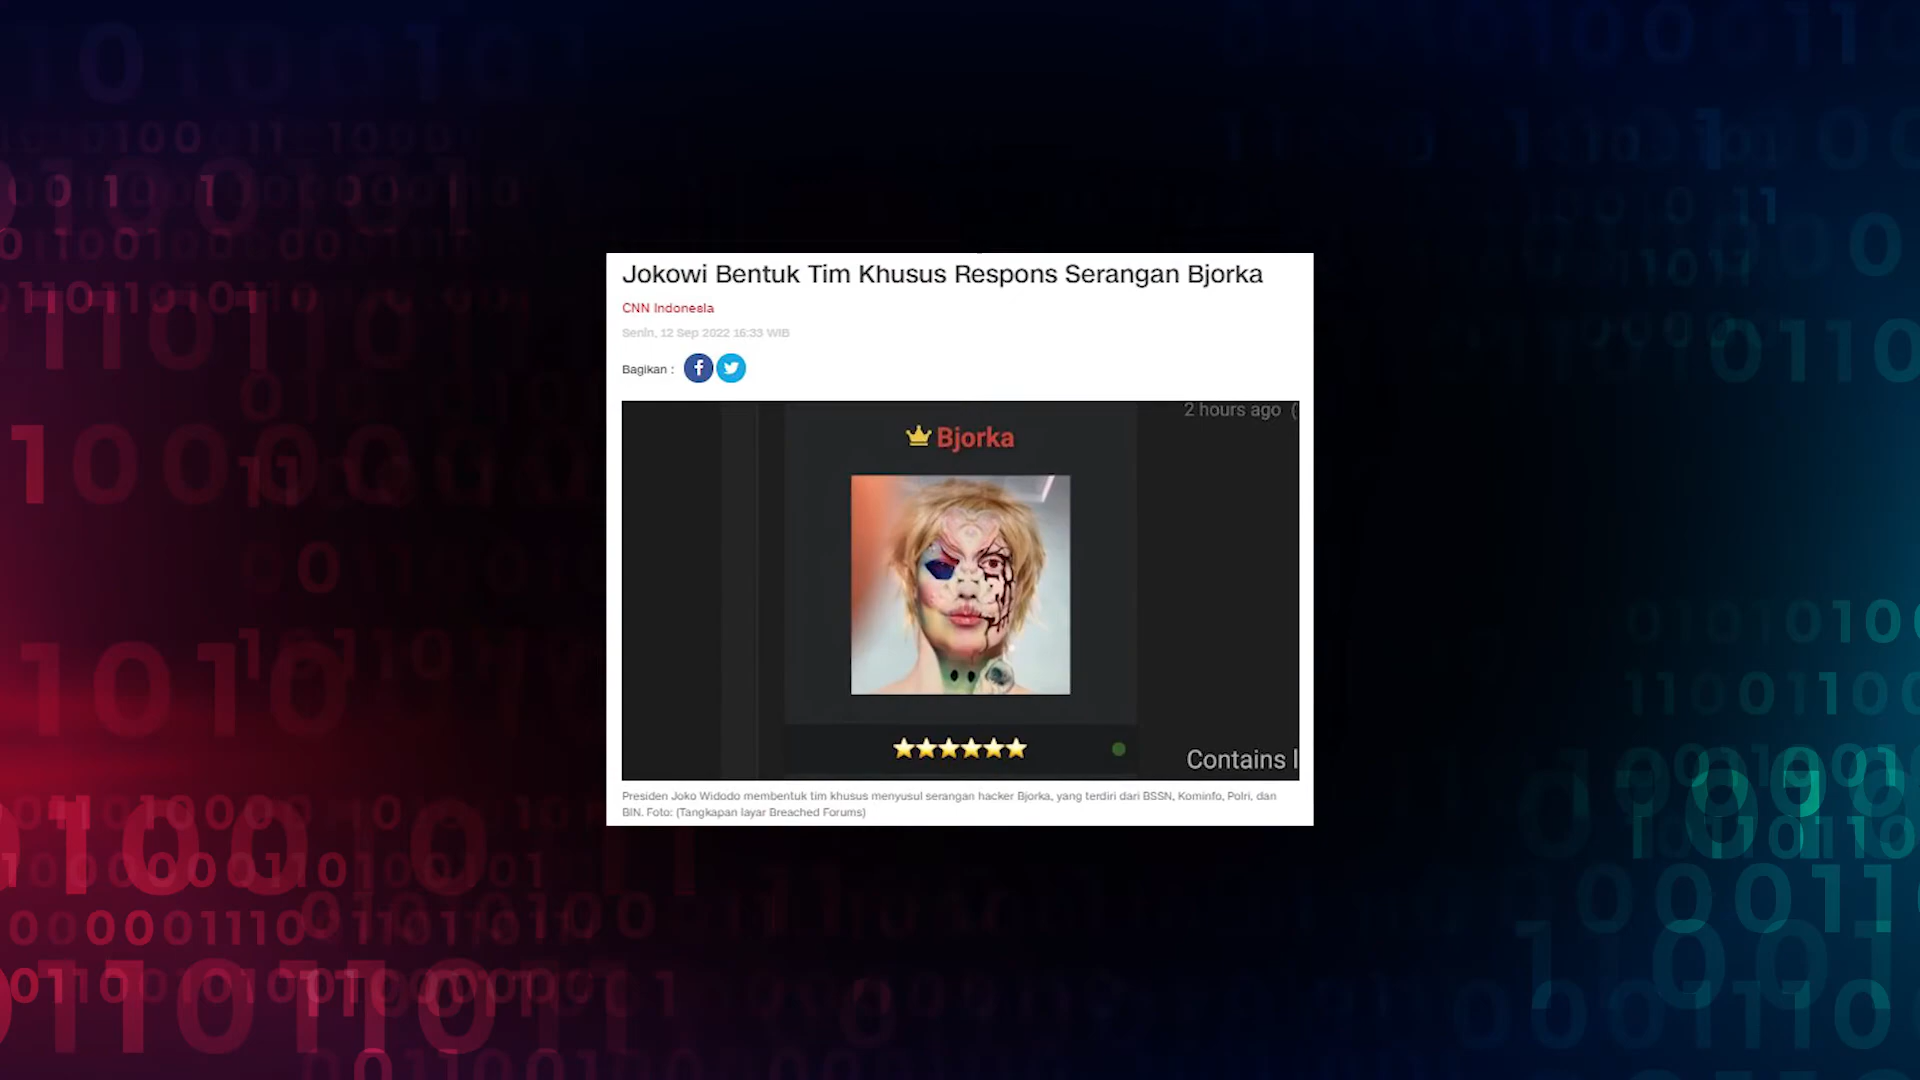 Jokowi Bentuk Tim Khusus Respons Serangan Bjorka
CNN Indonesia
Senin, 12 Sep 2022 16:33 WIB
Bagikan :
2 hours ago (
Bjorka
Contains l
Presiden Joko Widodo membentuk tim khusus menyusul serangan hacker Bjorka, yang terdiri dari BSSN, Kominfo, Polri, dan
BIN. Foto: (Tangkapan layar Breached Forums)